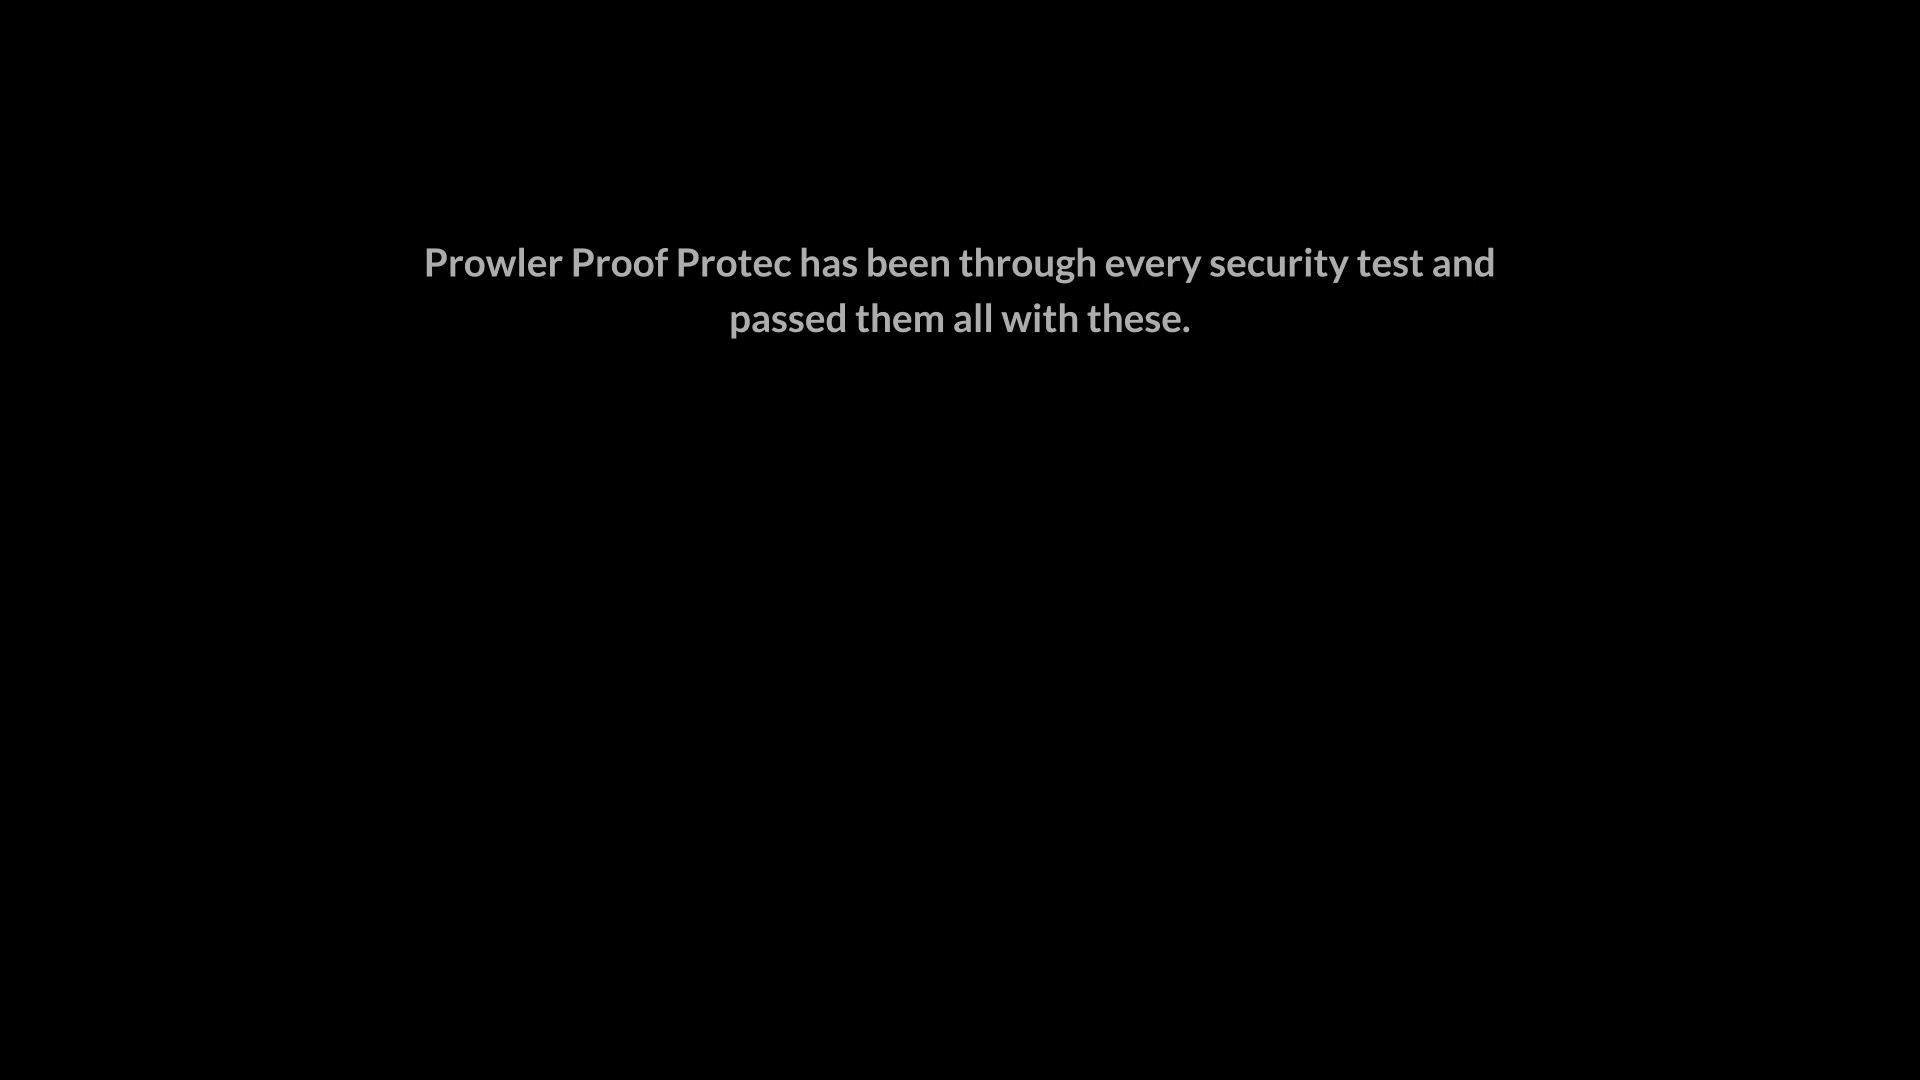 Prowler Proof Protec has been through every security test and
passed them all with these.